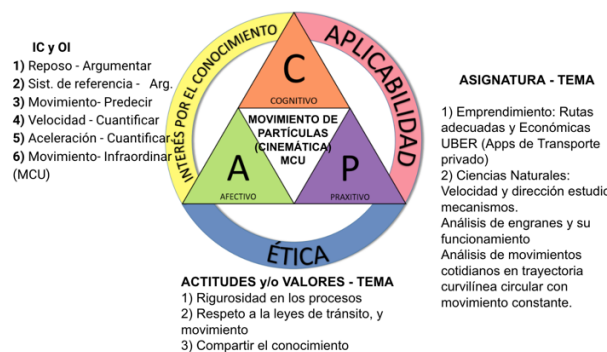 IC y OI
1) Reposo - Argumentar
2) Sist. de referencia - Arg.
3) Movimiento- Predecir
4) Velocidad - Cuantificar
5) Aceleración - Cuantificar
6) Movimiento- Infraordinar
(MCU)
INTERÉS POR EL CONOCIMIENTO
APLICABILIDAD
C
COGNITIVO
MOVIMIENTO DE
PARTÍCULAS
(CINEMÁTICA)
MCU
A
AFECTIVO
P
PRAXITIVO
ÉTICA
ACTITUDES y/o VALORES - TEMA
1) Rigurosidad en los procesos
2) Respeto a la leyes de tránsito, y
movimiento
3) Compartir el conocimiento
ASIGNATURA - TEMA
1) Emprendimiento: Rutas
adecuadas y Económicas
UBER (Apps de Transporte
privado)
2) Ciencias Naturales:
Velocidad y dirección estudio
mecanismos.
Análisis de engranes y su
funcionamiento
Análisis de movimientos
cotidianos en trayectoria
curvilínea circular con
movimiento constante.